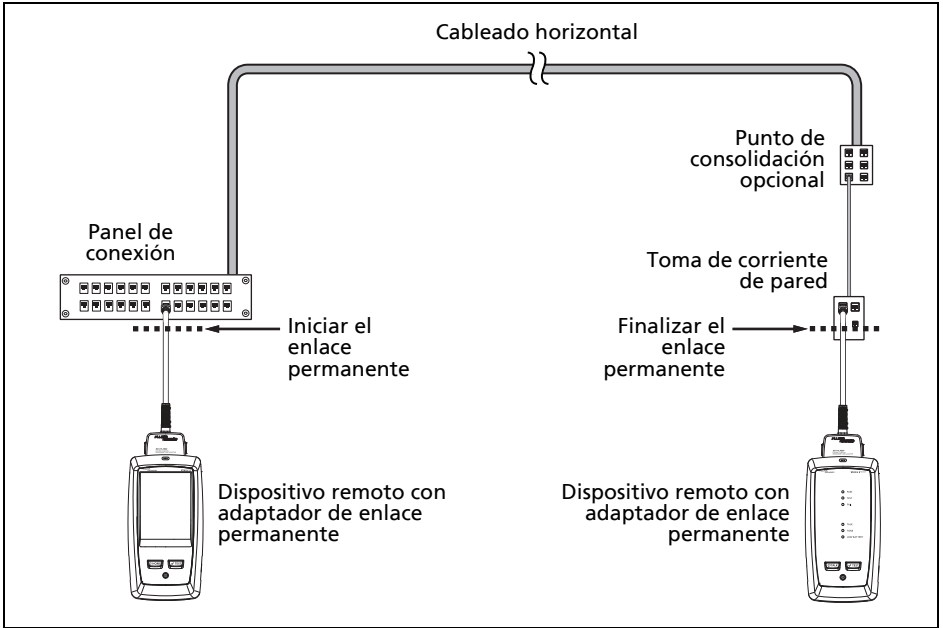 Cableado horizontal
Punto de
consolidación
opcional
Panel de
conexión
Toma de corriente
de pared
Iniciar el
enlace
permanente
Finalizar el
enlace
permanente
Dispositivo remoto con
adaptador de enlace
permanente
Dispositivo remoto con
adaptador de enlace
permanente